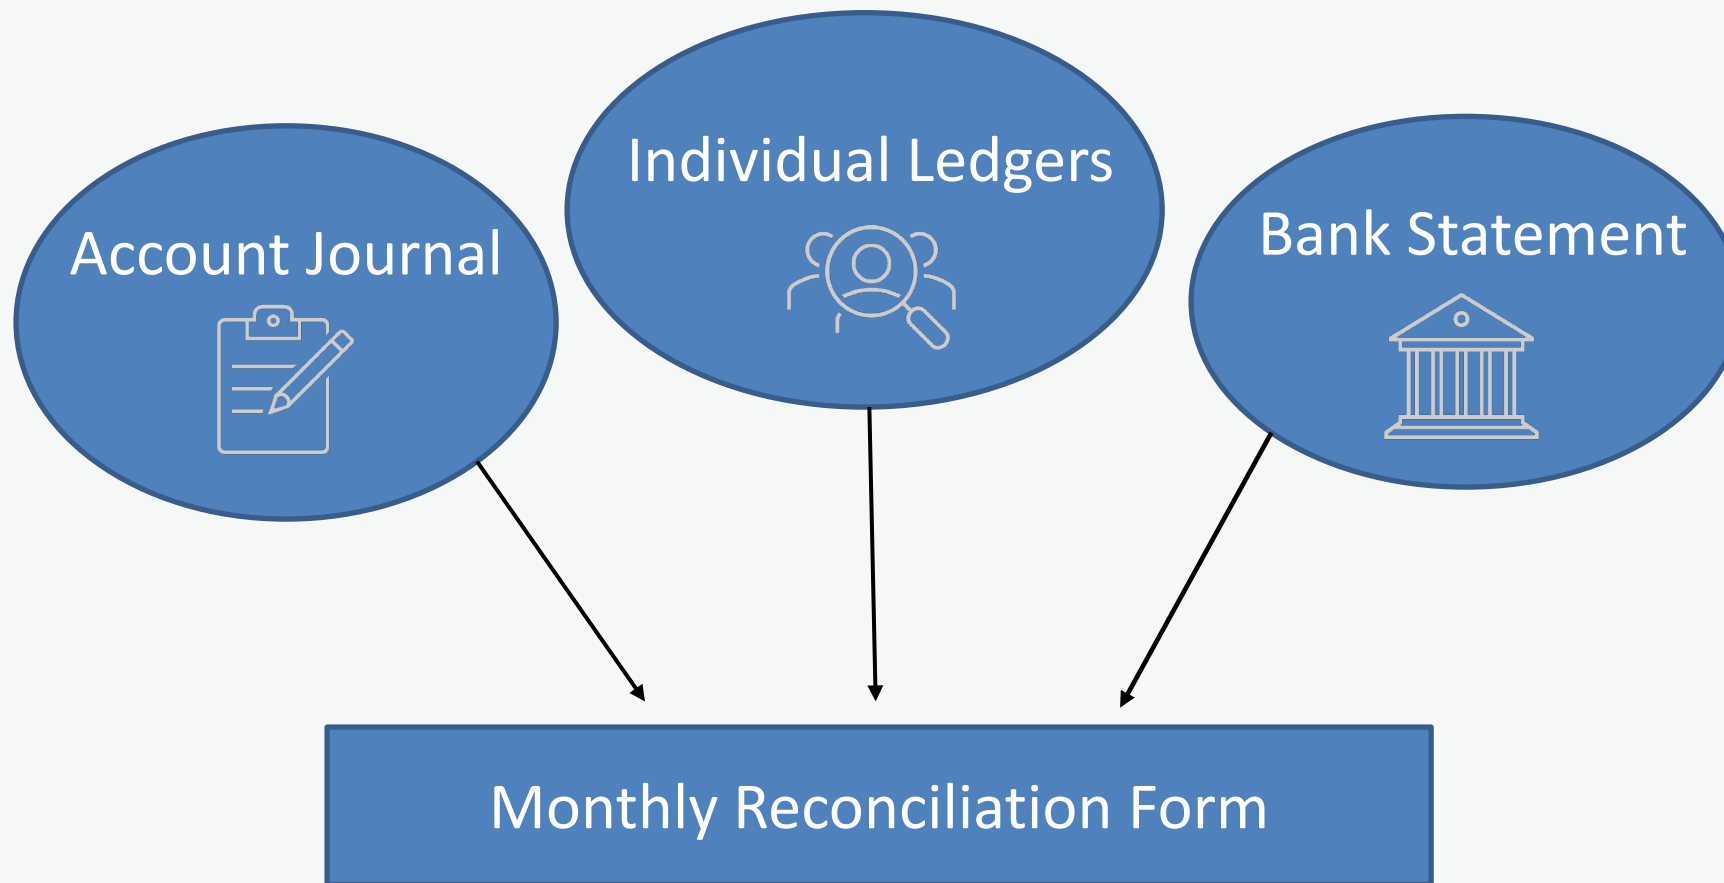 Account Journal
Individual Ledgers
Bank Statement
Monthly Reconciliation Form